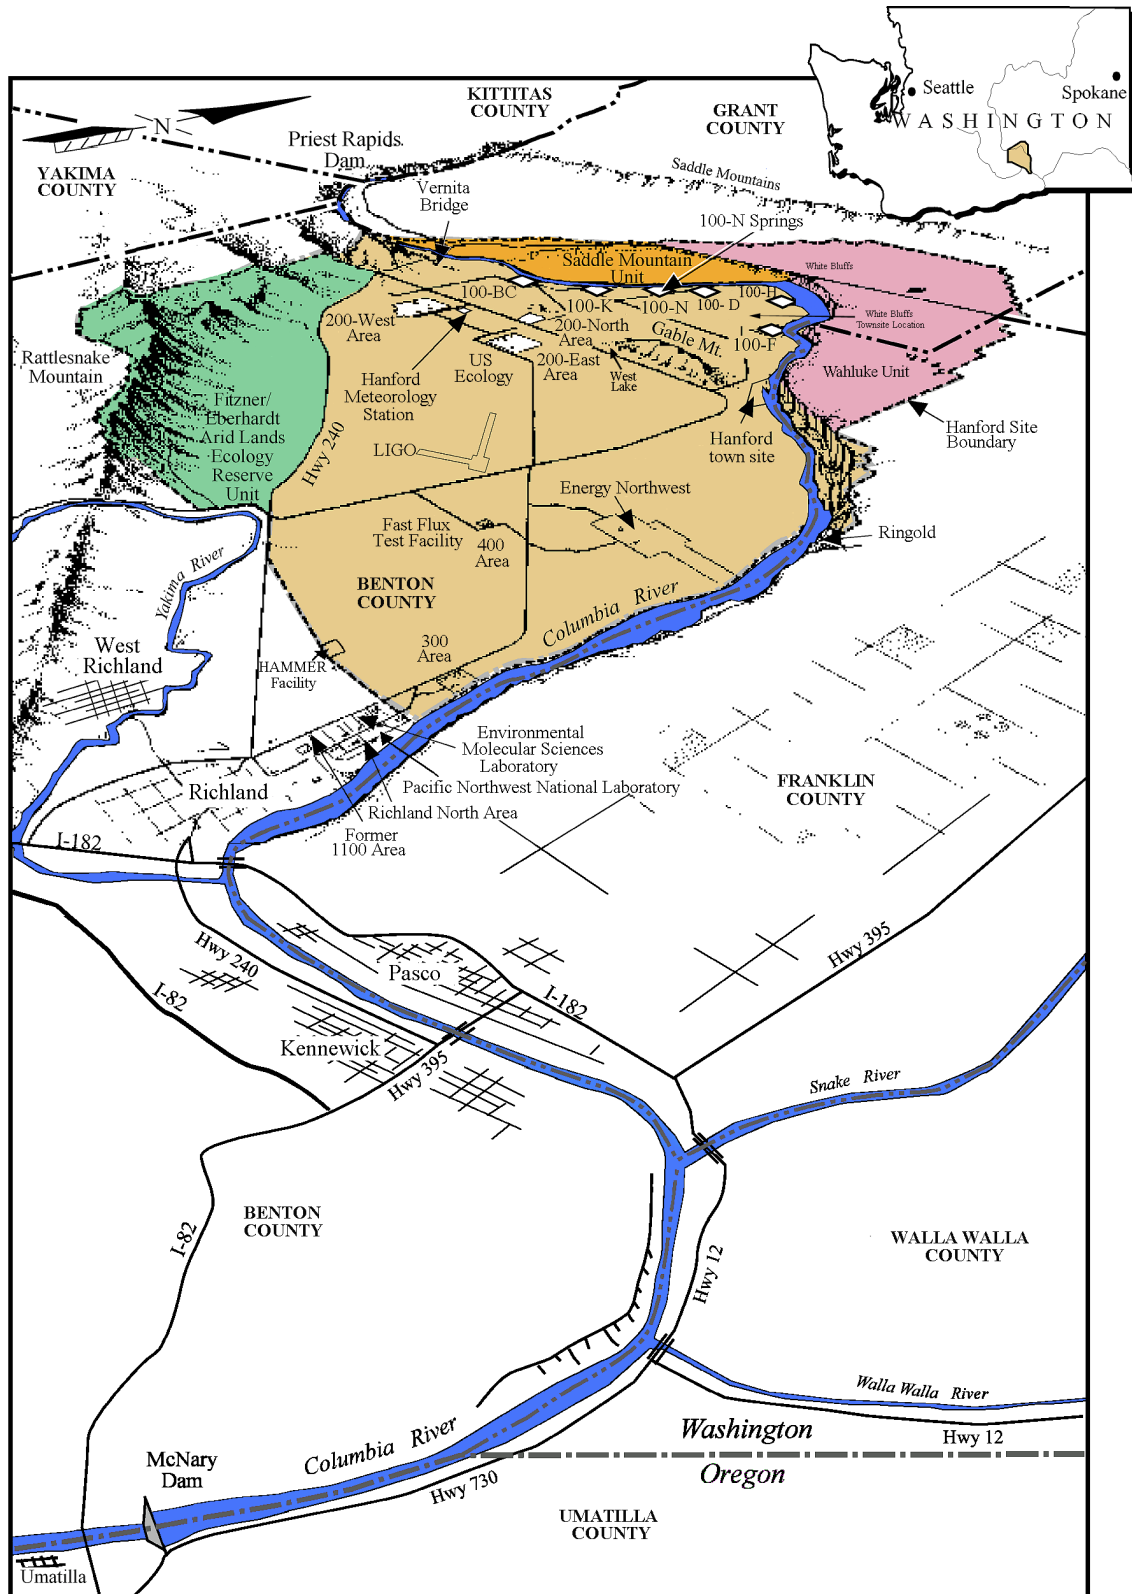 Seattle
Spokane
WASHINGTON
KITTITAS
COUNTY
GRANT
COUNTY
N
Priest Rapids
Dam
YAKIMA
COUNTY
Saddle Mountains
Vernita
Bridge
100-N Springs
Saddle Mountain
Unit
White Bluffs
100-BC
100-K
100-N
100-D
100-H
White Bluffs
Townsite Location
200-West
Area
200-North
Area
Gable Mt.
100-F
Rattlesnake
Mountain
US
Ecology
200-East
Area
West
Lake
Wahluke Unit
Hanford
Meteorology
Station
Fitzner/
Eberhardt
Arid Lands
Ecology
Reserve
Unit
Hwy 240
LIGO
Hanford
town site
Hanford Site
Boundary
Energy Northwest
Fast Flux
Test Facility
400
Area
Ringold
Yakima River
BENTON
COUNTY
Columbia River
West
Richland
300
Area
HAMMER
Facility
Environmental
Molecular Sciences
Laboratory
Pacific Northwest National Laboratory
Richland
Richland North Area
Former
1100 Area
FRANKLIN
COUNTY
I-182
Hwy 240
Hwy 395
Pasco
I-82
I-182
Kennewick
Hwy 395
Snake River
BENTON
COUNTY
I-82
WALLA WALLA
COUNTY
Hwy 12
Walla Walla River
Columbia River
Washington
Hwy 12
McNary
Dam
Oregon
Hwy 730
UMATILLA
COUNTY
Umatilla